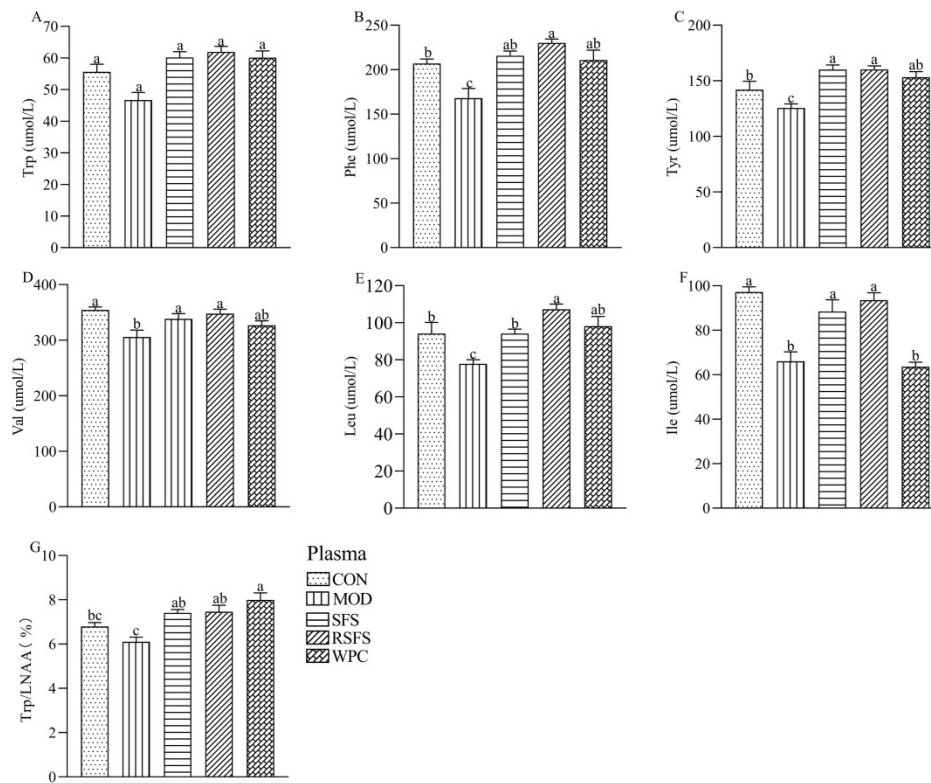 A
Trp (umol/L)
70
60
50
40
30
20
10
0
a
a
a
a
a
B
Phe (umol/L)
250
200
150
100
50
0
b
c
ab
a
ab
C
Tyr (umol/L)
200
150
100
50
0
b
c
a
a
ab
D
Val (umol/L)
400
300
200
100
0
a
b
a
a
ab
E
Leu (umol/L)
120
100
80
60
40
20
0
b
c
b
a
ab
F
Ile (umol/L)
100
80
60
40
20
0
a
b
a
a
b
G
Trp/LNAA ( %)
10
8
6
4
2
0
bc
c
ab
ab
a
Plasma
CON
MOD
SFS
RSFS
WPC